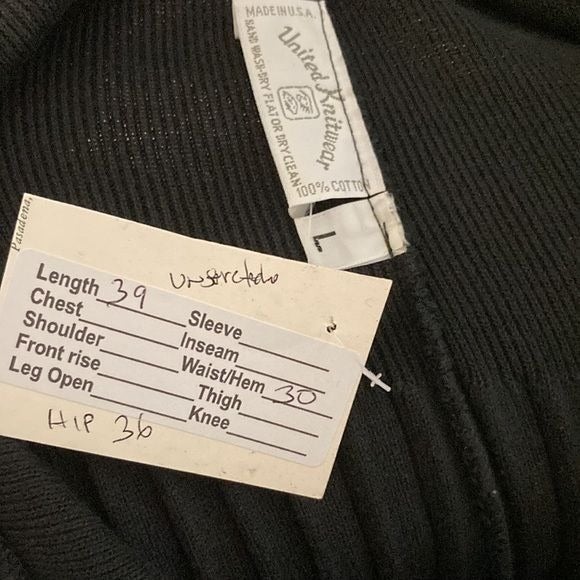 MADE IN U.S.A.
United Knitwear
HAND WASH-DRY FLAT OR DRY CLEAN
100% COTTON
L
Pasadena,
Length 39
Chest
Shoulder
Front rise
Leg Open
Sleeve
Inseam
Waist/Hem 30
Thigh
Knee
HIP 36